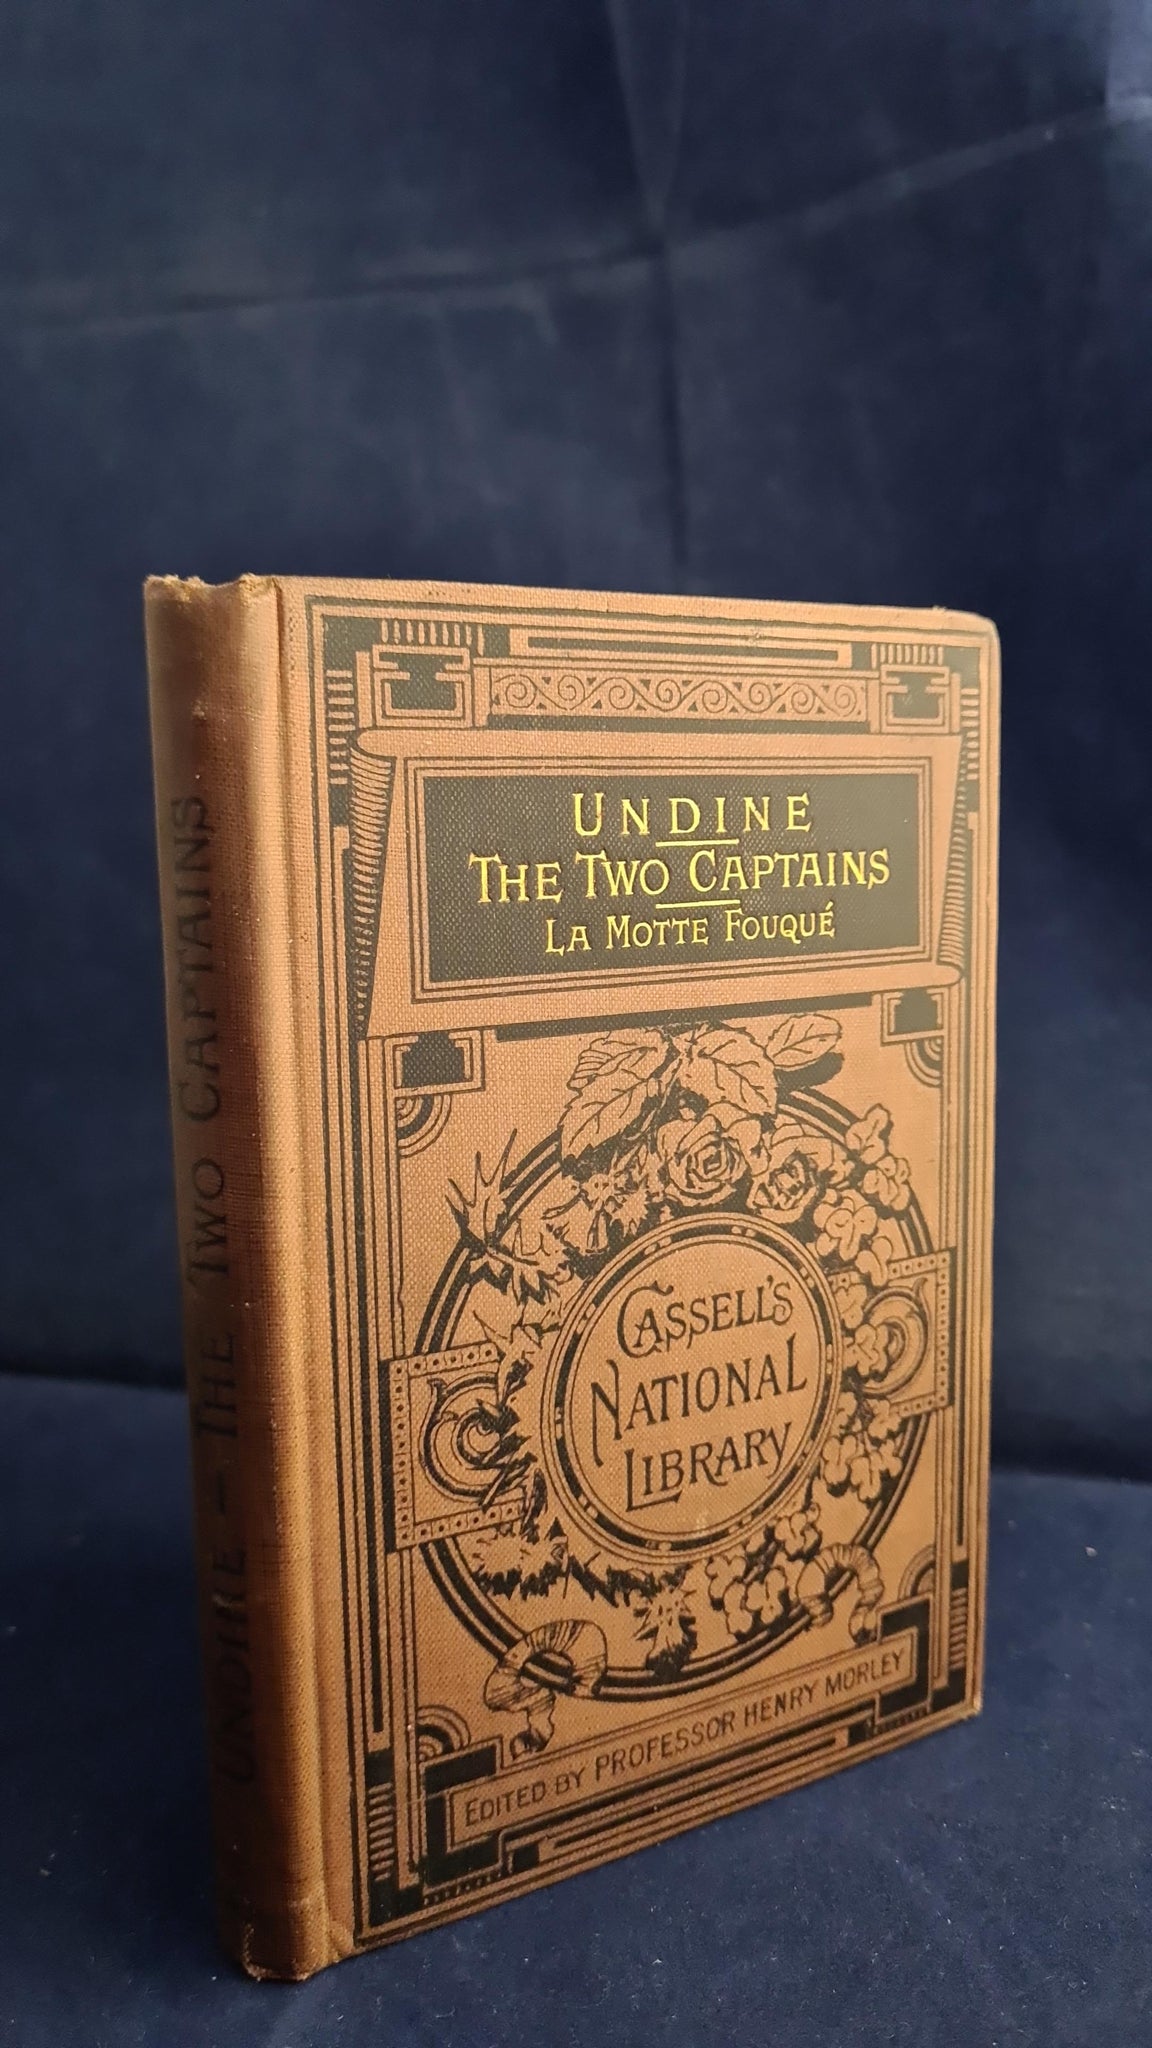 UNDINE
THE TWO CAPTAINS
LA MOTTE FOUQUÉ
CASSELL'S
NATIONAL
LIBRARY
EDITED BY PROFESSOR HENRY MORLEY
UNDINE - THE TWO CAPTAINS